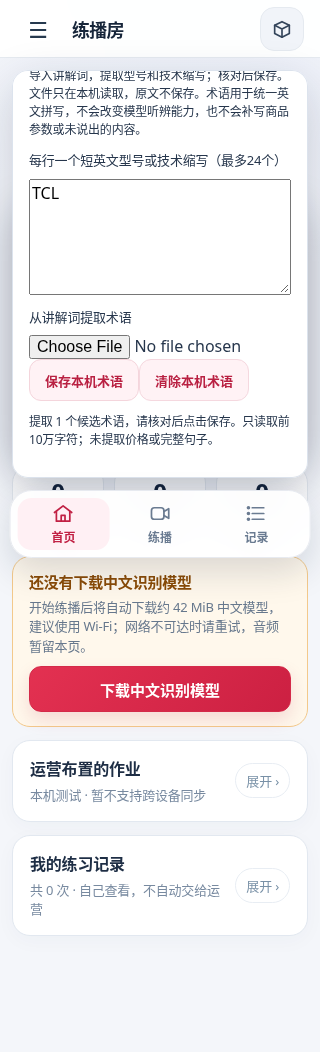 练播房
导入讲解词，提取型号和技术缩写；核对后保存。
文件只在本机读取，原文不保存。术语用于统一英
文拼写，不会改变模型听辨能力，也不会补写商品
参数或未说出的内容。
每行一个短英文型号或技术缩写（最多24个）
TCL
从讲解词提取术语
Choose File No file chosen
保存本机术语 清除本机术语
提取 1 个候选术语，请核对后点击保存。只读取前
10万字符；未提取价格或完整句子。
首页 练播 记录
还没有下载中文识别模型
开始练播后将自动下载约 42 MiB 中文模型，
建议使用 Wi-Fi；网络不可达时请重试，音频
暂留本页。
下载中文识别模型
运营布置的作业
本机测试 · 暂不支持跨设备同步
展开 ›
我的练习记录
共 0 次 · 自己查看，不自动交给运
营
展开 ›